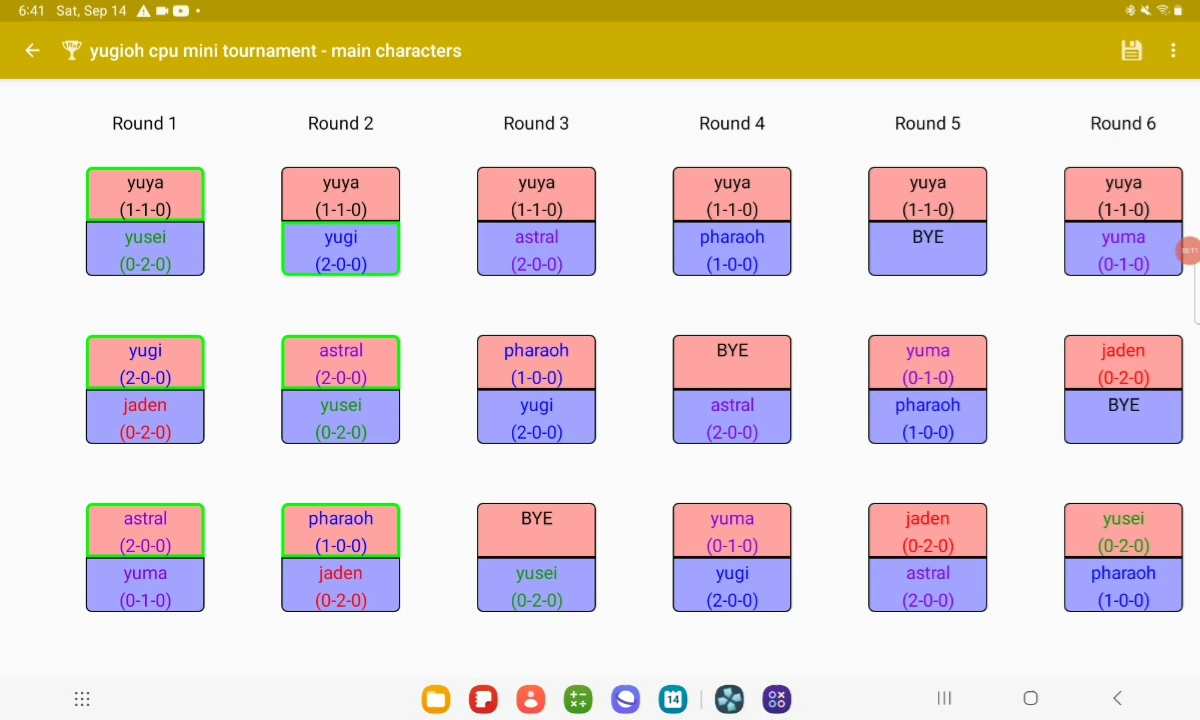 6:41 Sat, Sep 14
yugioh cpu mini tournament - main characters
Round 1 Round 2 Round 3 Round 4 Round 5 Round 6
yuya yuya yuya yuya yuya yuya
(1-1-0) (1-1-0) (1-1-0) (1-1-0) (1-1-0) (1-1-0)
yusei yugi astral pharaoh BYE yuma
(0-2-0) (2-0-0) (2-0-0) (1-0-0) (0-1-0)
yugi astral pharaoh BYE yuma jaden
(2-0-0) (2-0-0) (1-0-0) (0-1-0) (0-2-0)
jaden yusei yugi astral pharaoh BYE
(0-2-0) (0-2-0) (2-0-0) (2-0-0) (1-0-0)
astral pharaoh BYE yuma jaden yusei
(2-0-0) (1-0-0) (0-1-0) (0-2-0) (0-2-0)
yuma jaden yusei yugi astral pharaoh
(0-1-0) (0-2-0) (0-2-0) (2-0-0) (2-0-0) (1-0-0)
14